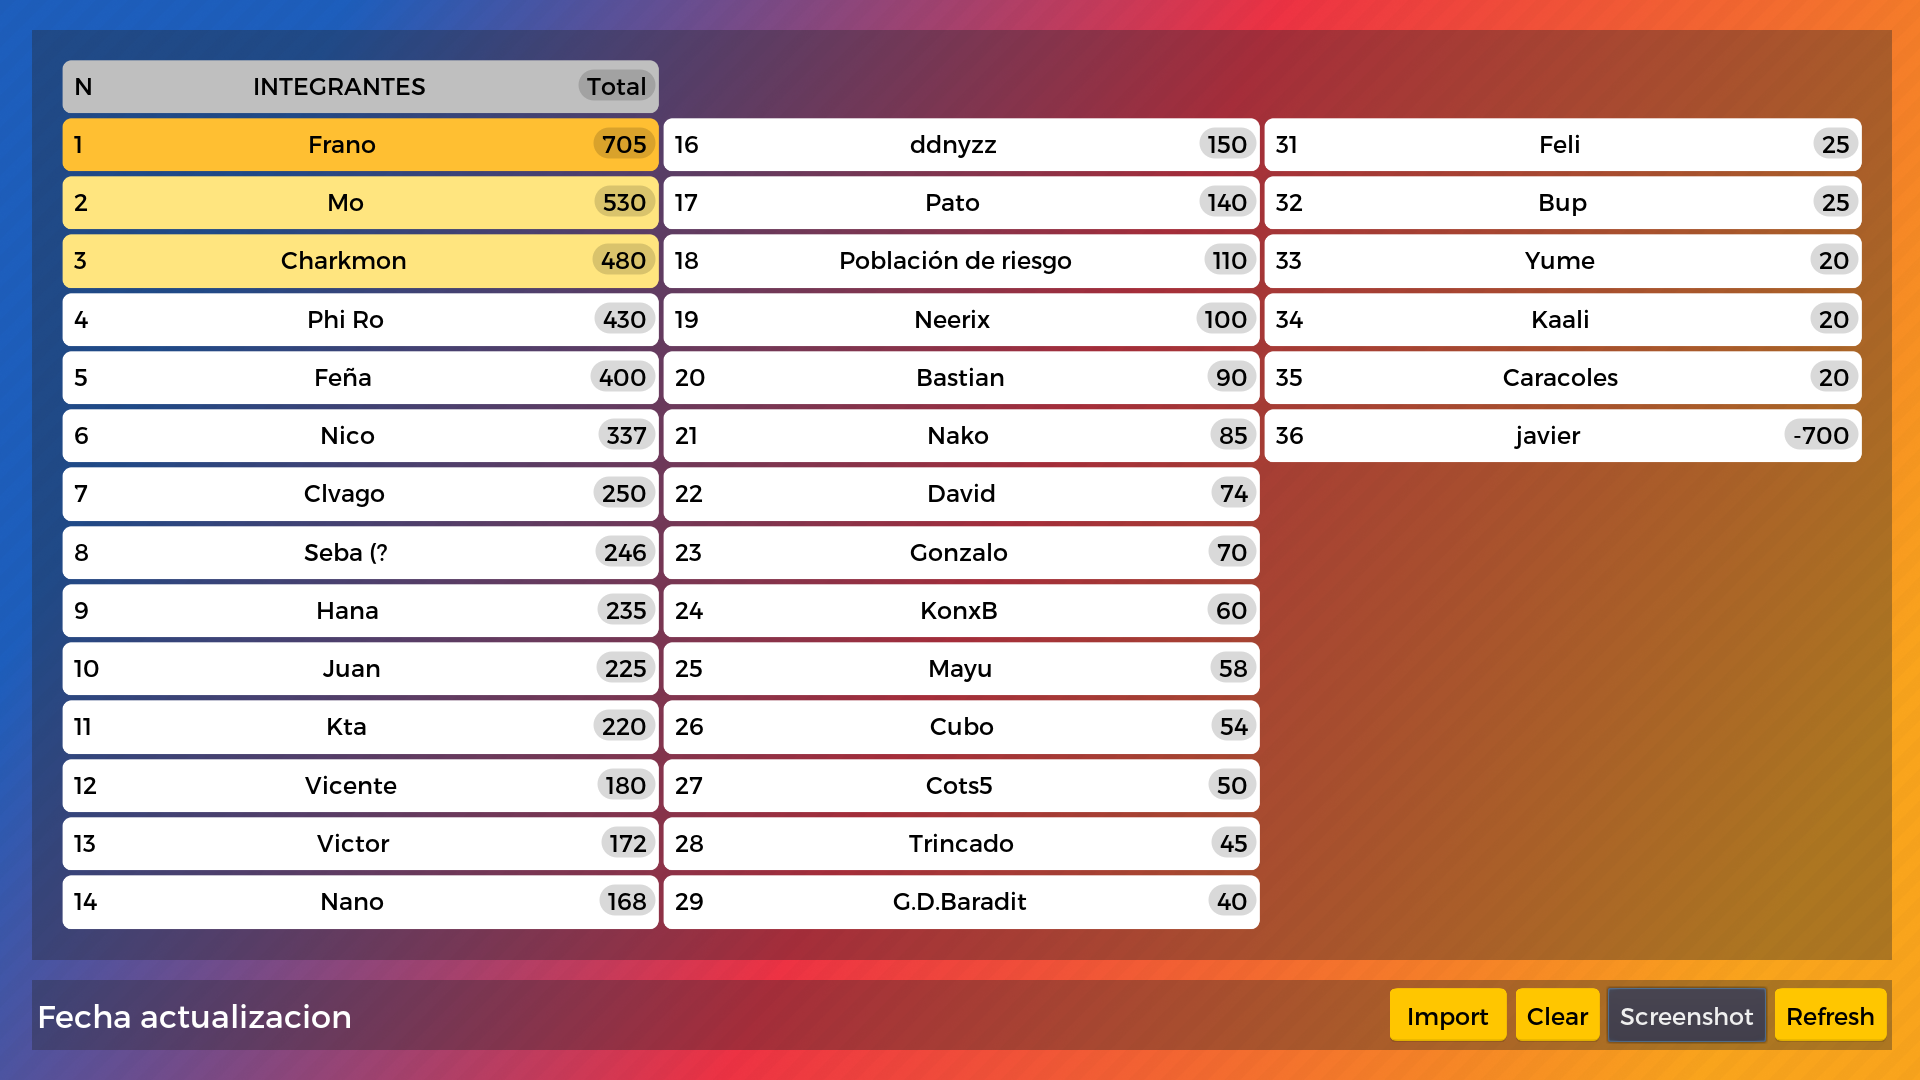 N INTEGRANTES Total
1 Frano 705
2 Mo 530
3 Charkmon 480
4 Phi Ro 430
5 Feña 400
6 Nico 337
7 Clvago 250
8 Seba (? 246
9 Hana 235
10 Juan 225
11 Kta 220
12 Vicente 180
13 Victor 172
14 Nano 168
16 ddnyzz 150
17 Pato 140
18 Población de riesgo 110
19 Neerix 100
20 Bastian 90
21 Nako 85
22 David 74
23 Gonzalo 70
24 KonxB 60
25 Mayu 58
26 Cubo 54
27 Cots5 50
28 Trincado 45
29 G.D.Baradit 40
31 Feli 25
32 Bup 25
33 Yume 20
34 Kaali 20
35 Caracoles 20
36 javier -700
Fecha actualizacion
Import Clear Screenshot Refresh